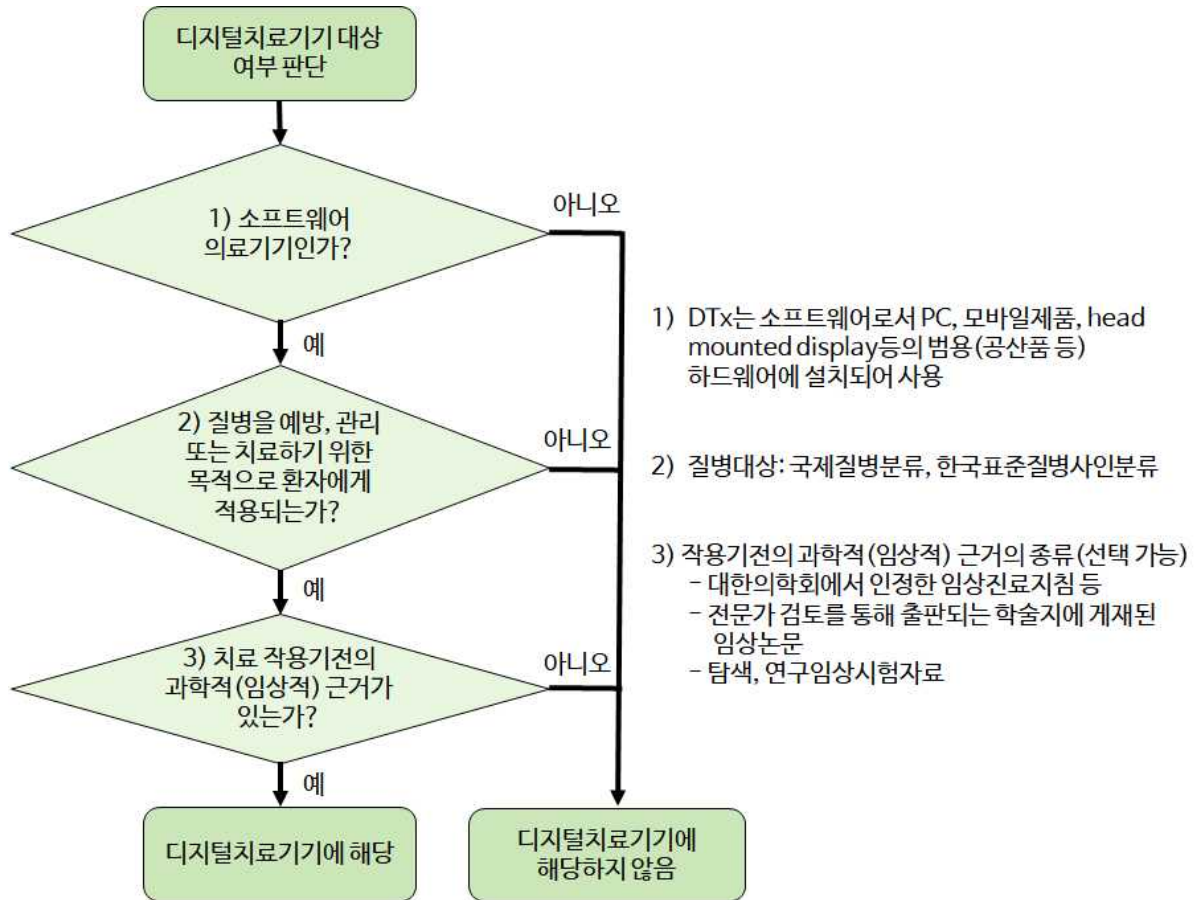 디지털치료기기 대상
여부 판단
1) 소프트웨어
의료기기인가?
아니오
예
2) 질병을 예방, 관리
또는 치료하기 위한
목적으로 환자에게
적용되는가?
아니오
예
3) 치료 작용기전의
과학적(임상적) 근거가
있는가?
아니오
예
디지털치료기기에 해당
디지털치료기기에
해당하지 않음
1) DTx는 소프트웨어로서 PC, 모바일제품, head
mounted display등의 범용(공산품 등)
하드웨어에 설치되어 사용
2) 질병대상: 국제질병분류, 한국표준질병사인분류
3) 작용기전의 과학적(임상적) 근거의 종류(선택 가능)
- 대한의학회에서 인정한 임상진료지침 등
- 전문가 검토를 통해 출판되는 학술지에 게재된
임상논문
- 탐색, 연구임상시험자료